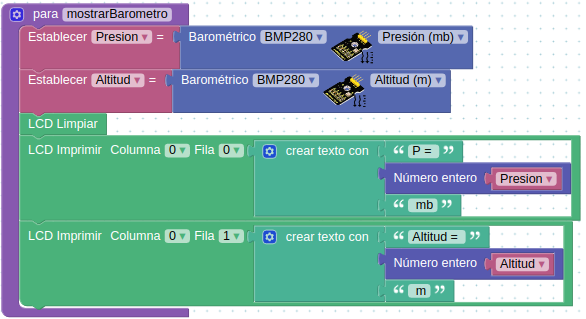 para mostrarBarometro
Establecer Presion = Barométrico BMP280 Presión (mb)
Establecer Altitud = Barométrico BMP280 Altitud (m)
LCD Limpiar
LCD Imprimir Columna 0 Fila 0 crear texto con “ P = ”
Número entero Presion
“ mb ”
LCD Imprimir Columna 0 Fila 1 crear texto con “ Altitud = ”
Número entero Altitud
“ m ”